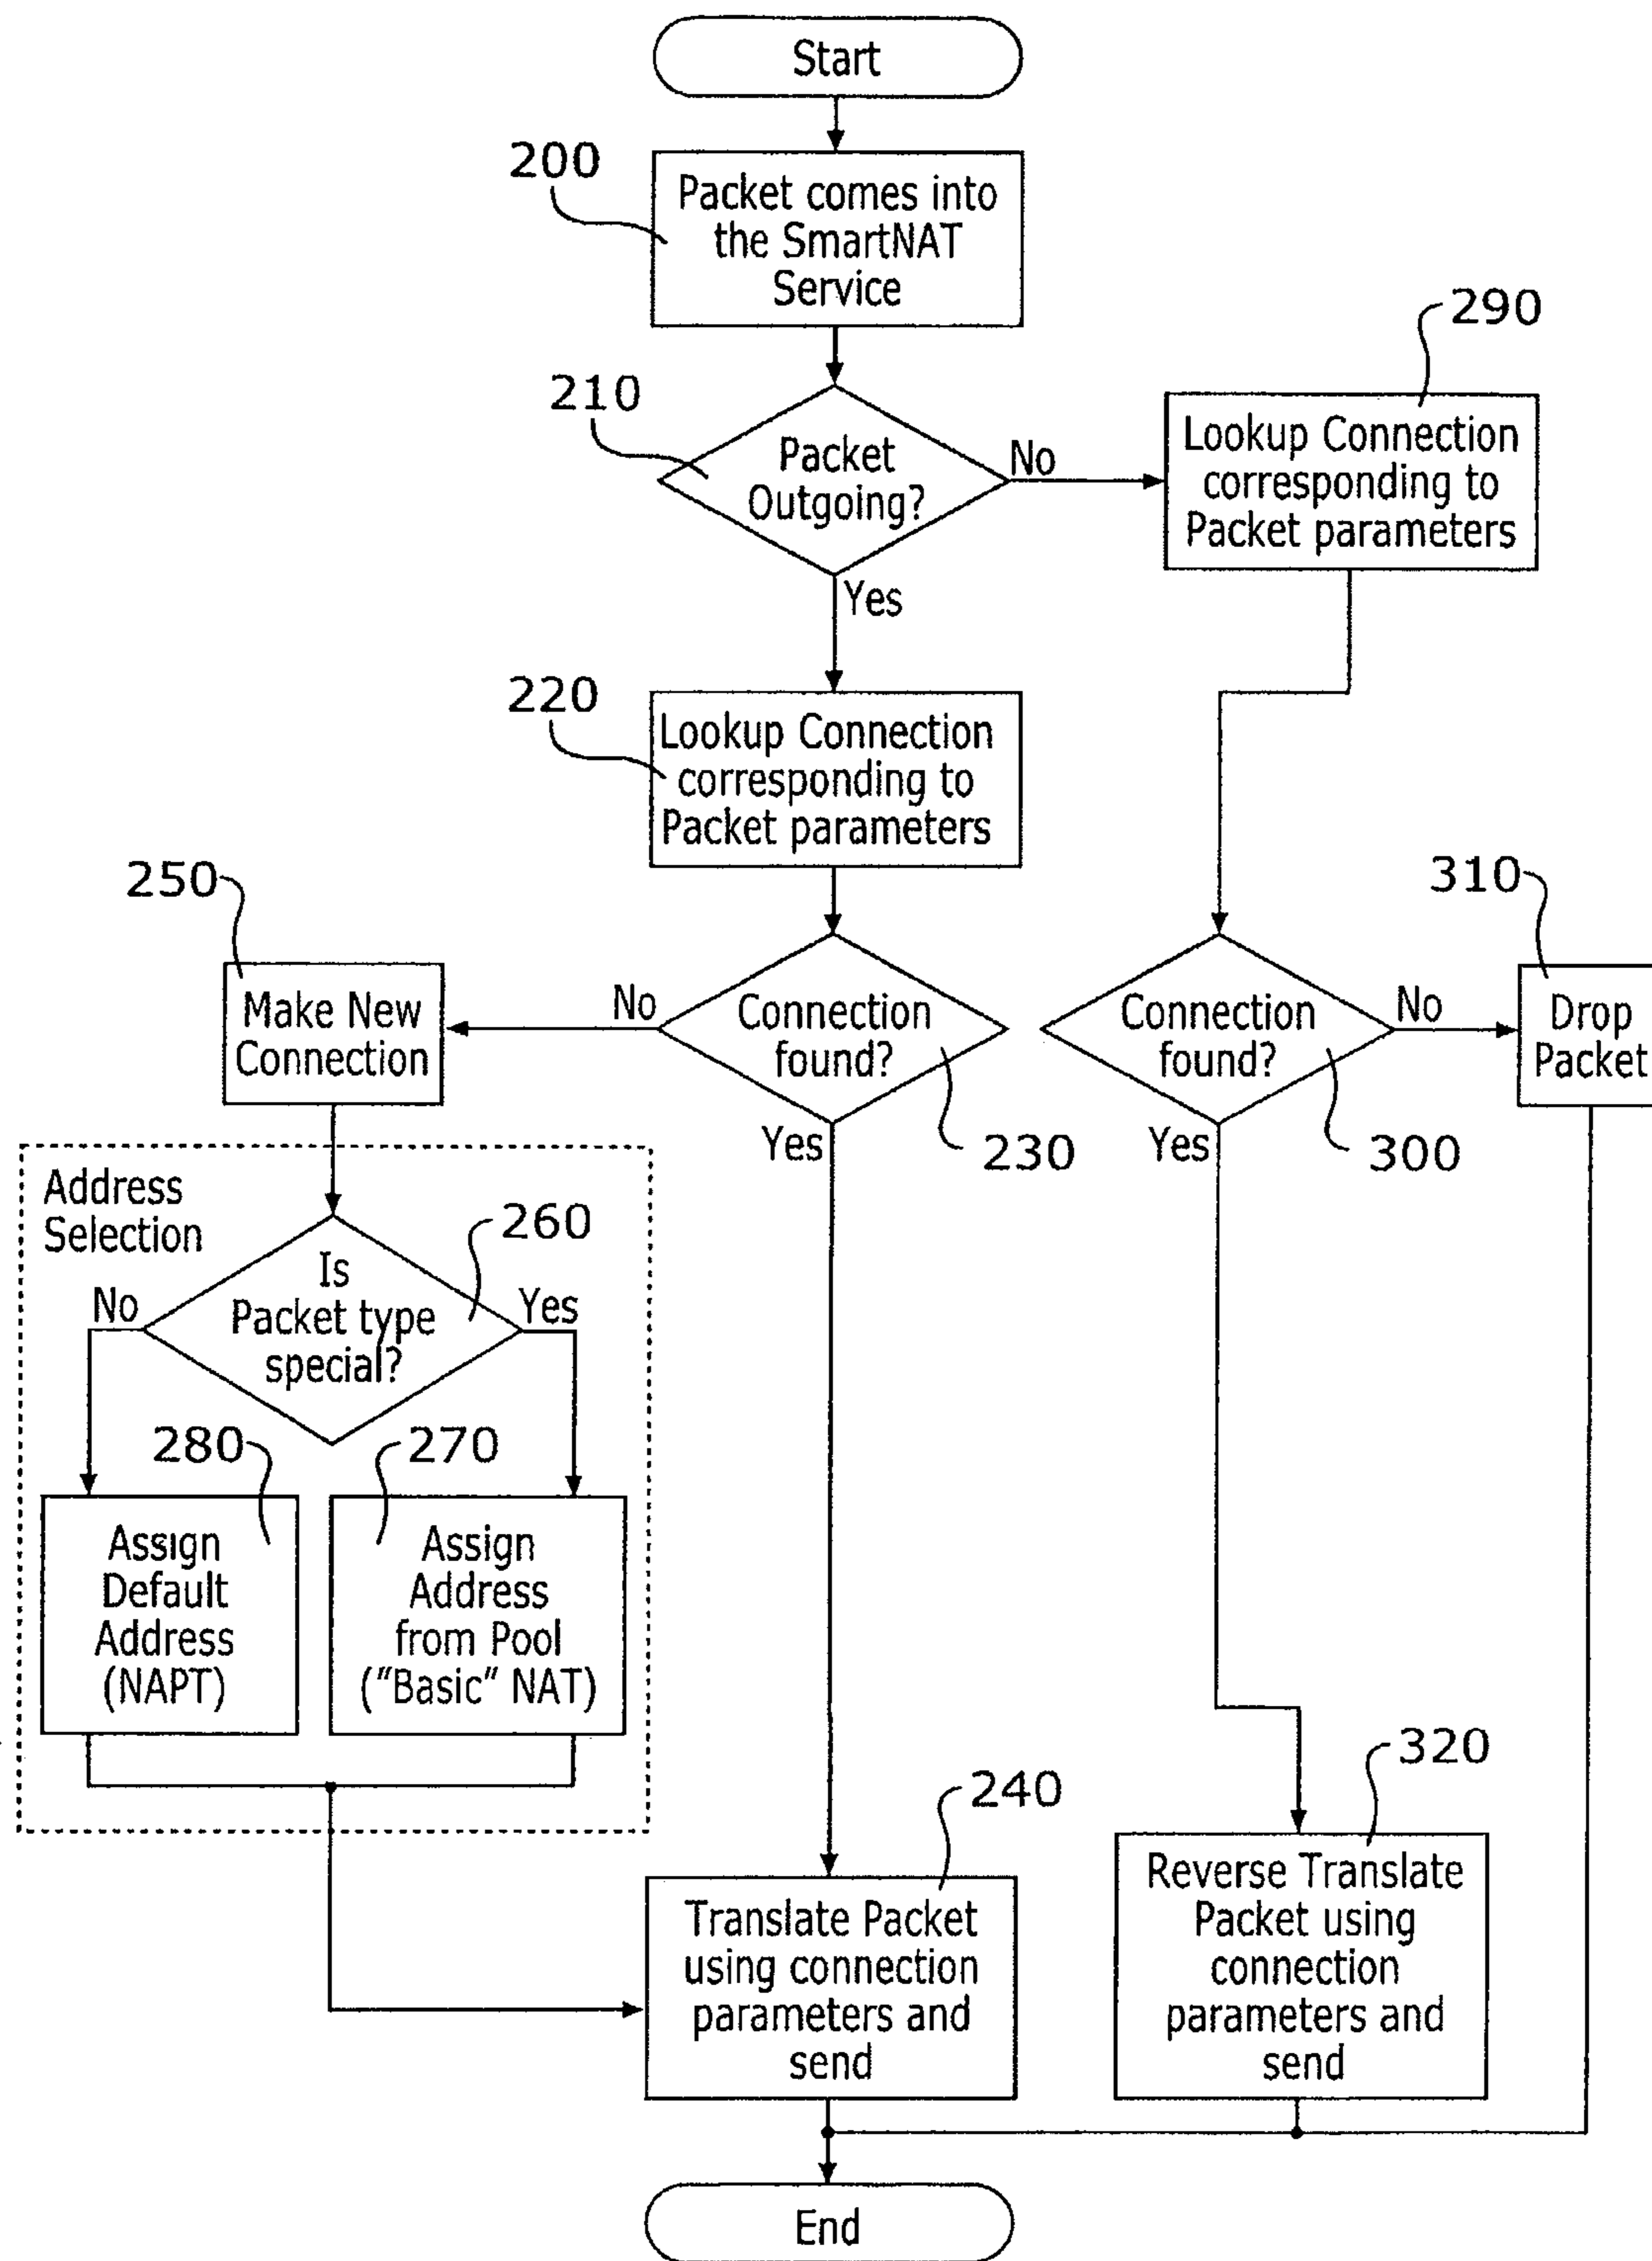 Start
200
Packet comes into
the SmartNAT
Service
290
210
Packet
Outgoing?
No
Lookup Connection
corresponding to
Packet parameters
Yes
220
Lookup Connection
corresponding to
Packet parameters
250
310
Make New
Connection
No
Connection
found?
Connection
found?
No
Drop
Packet
Yes
230
Yes
300
Address
Selection
260
Is
Packet type
special?
No
Yes
280
270
Assign
Default
Address
(NAPT)
Assign
Address
from Pool
("Basic" NAT)
240
320
Translate Packet
using connection
parameters and
send
Reverse Translate
Packet using
connection
parameters and
send
End